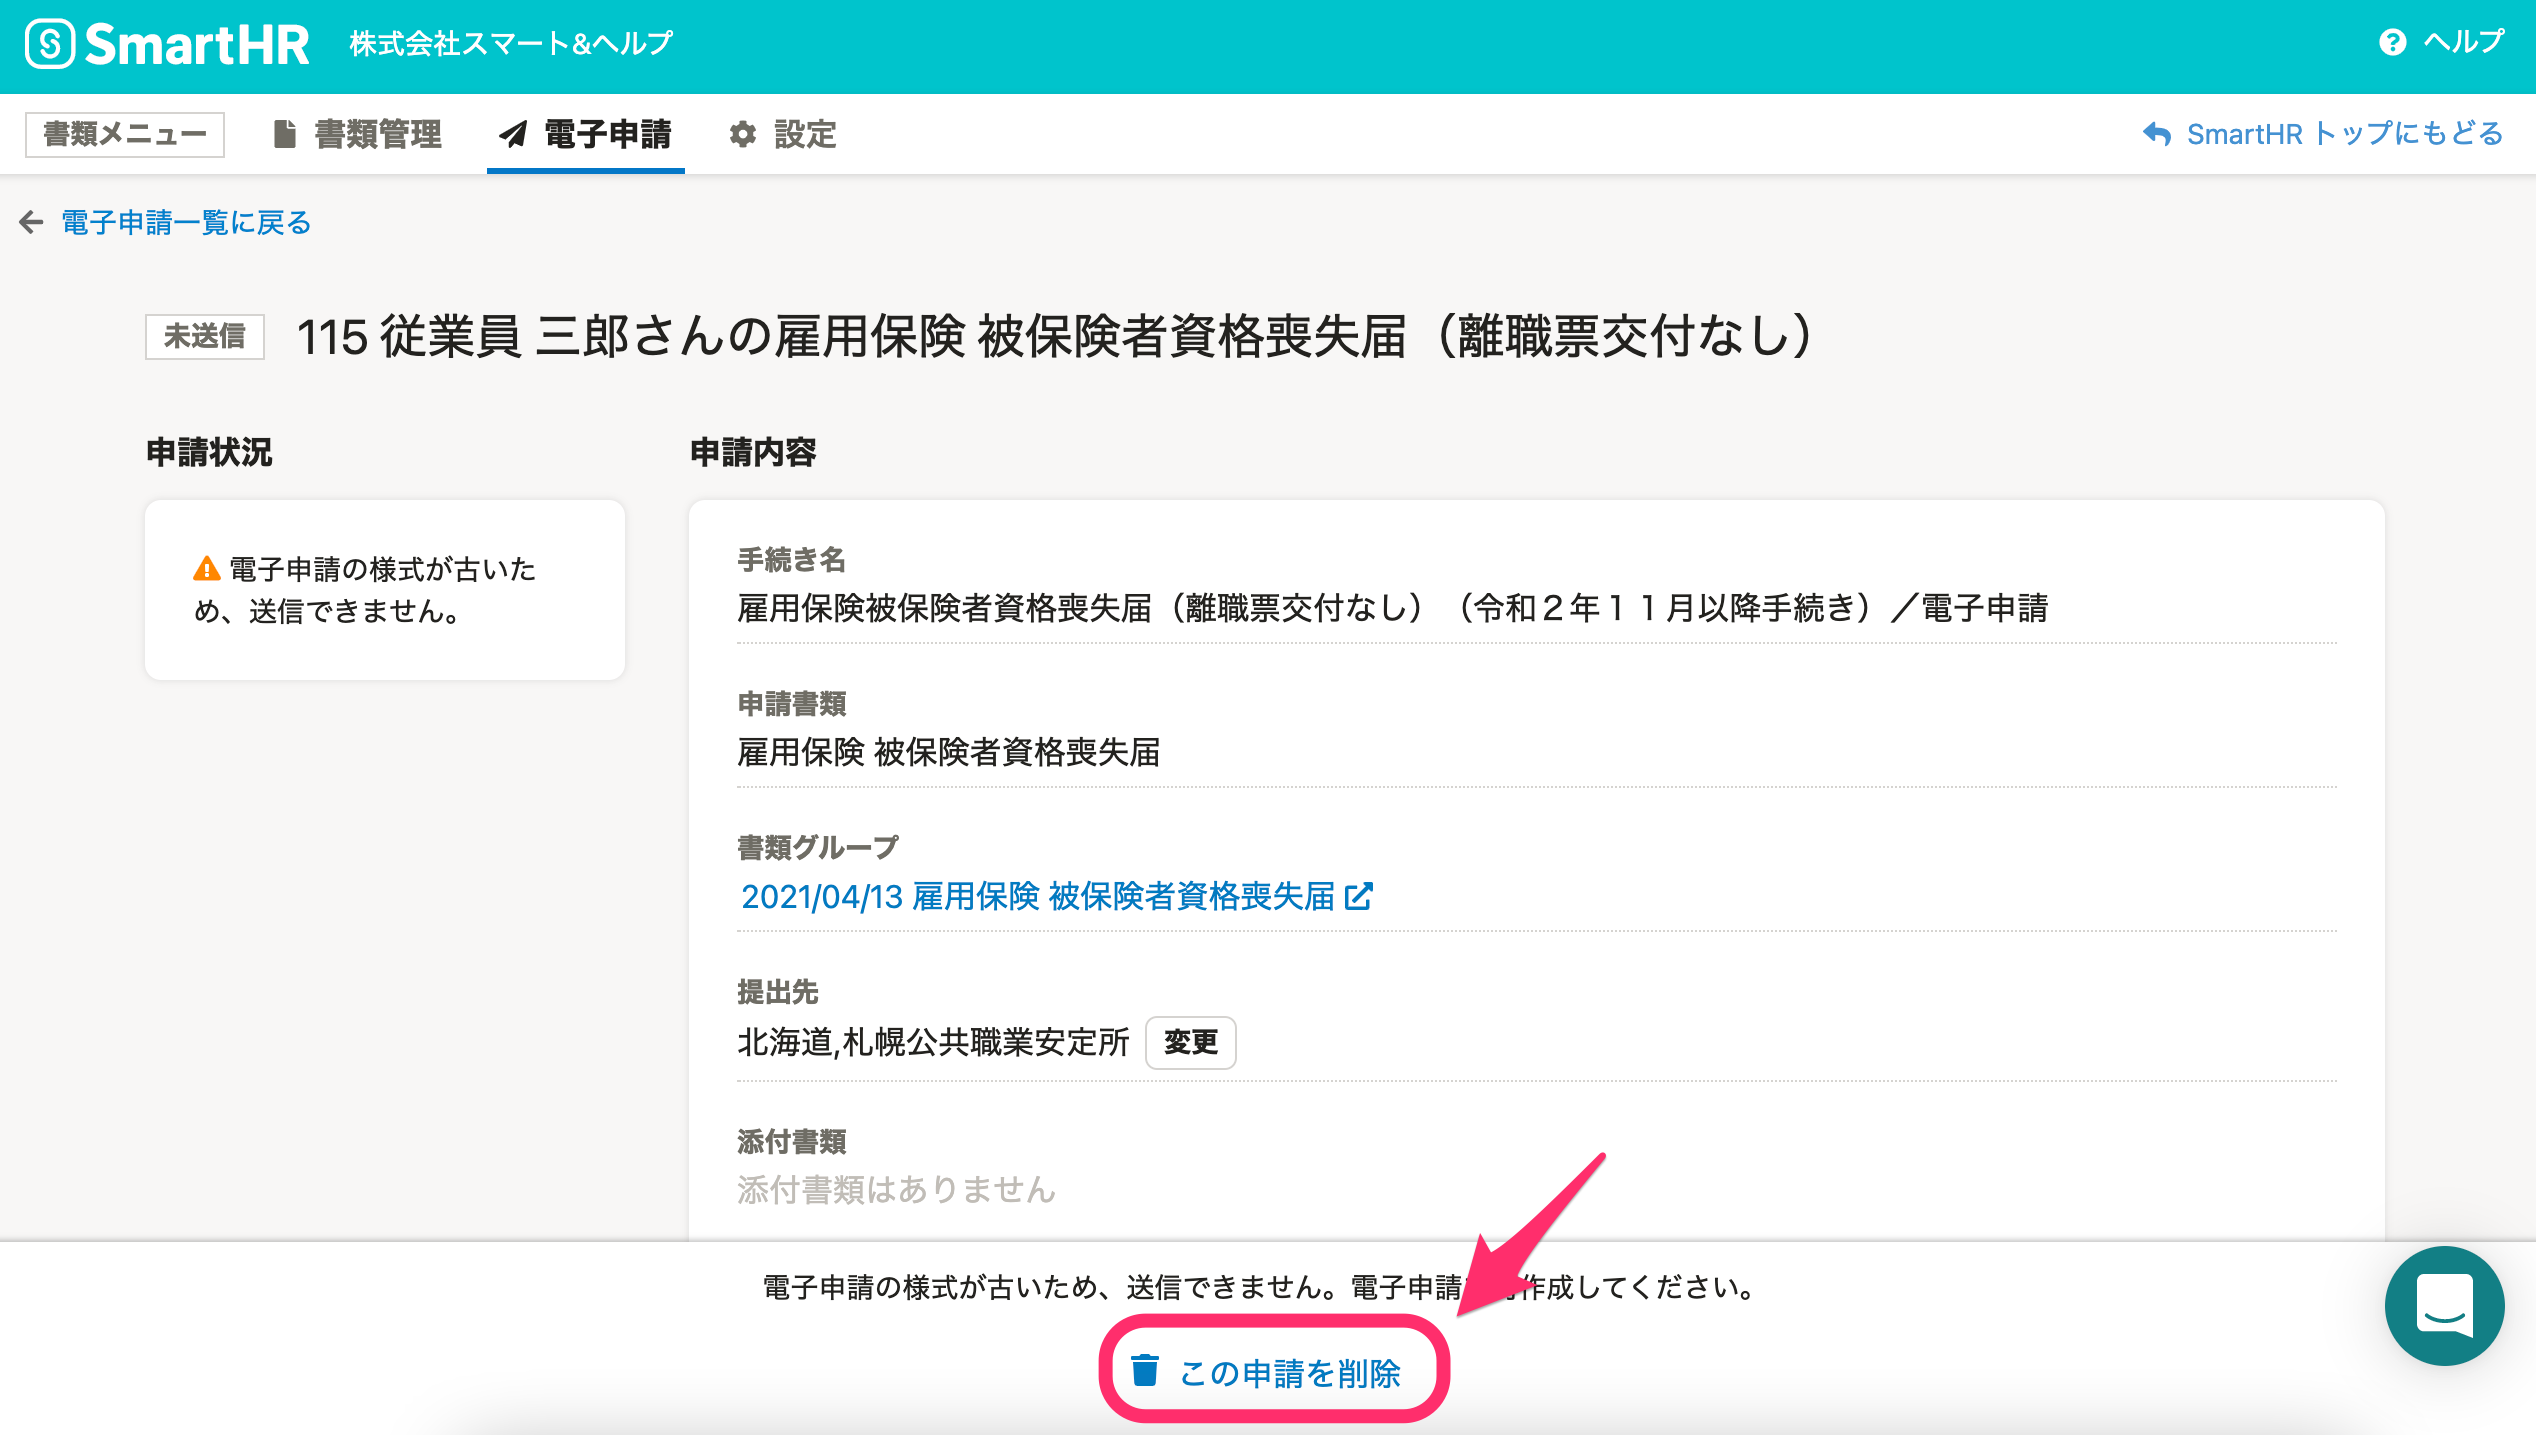 SmartHR 株式会社スマート&ヘルプ ヘルプ
書類メニュー 書類管理 電子申請 設定 SmartHR トップにもどる
電子申請一覧に戻る
未送信 115 従業員 三郎さんの雇用保険 被保険者資格喪失届（離職票交付なし）
申請状況
電子申請の様式が古いた
め、送信できません。
申請内容
手続き名
雇用保険被保険者資格喪失届（離職票交付なし）（令和２年１１月以降手続き）／電子申請
申請書類
雇用保険 被保険者資格喪失届
書類グループ
2021/04/13 雇用保険 被保険者資格喪失届
提出先
北海道,札幌公共職業安定所 変更
添付書類
添付書類はありません
電子申請の様式が古いため、送信できません。電子申請 作成してください。
この申請を削除